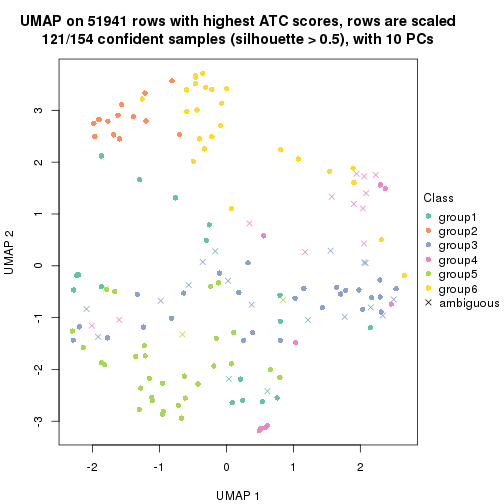 UMAP on 51941 rows with highest ATC scores, rows are scaled
121/154 confident samples (silhouette > 0.5), with 10 PCs
UMAP 2
3
2
1
0
-1
-2
-3
-2
-1
0
1
2
UMAP 1
Class
group1
group2
group3
group4
group5
group6
ambiguous